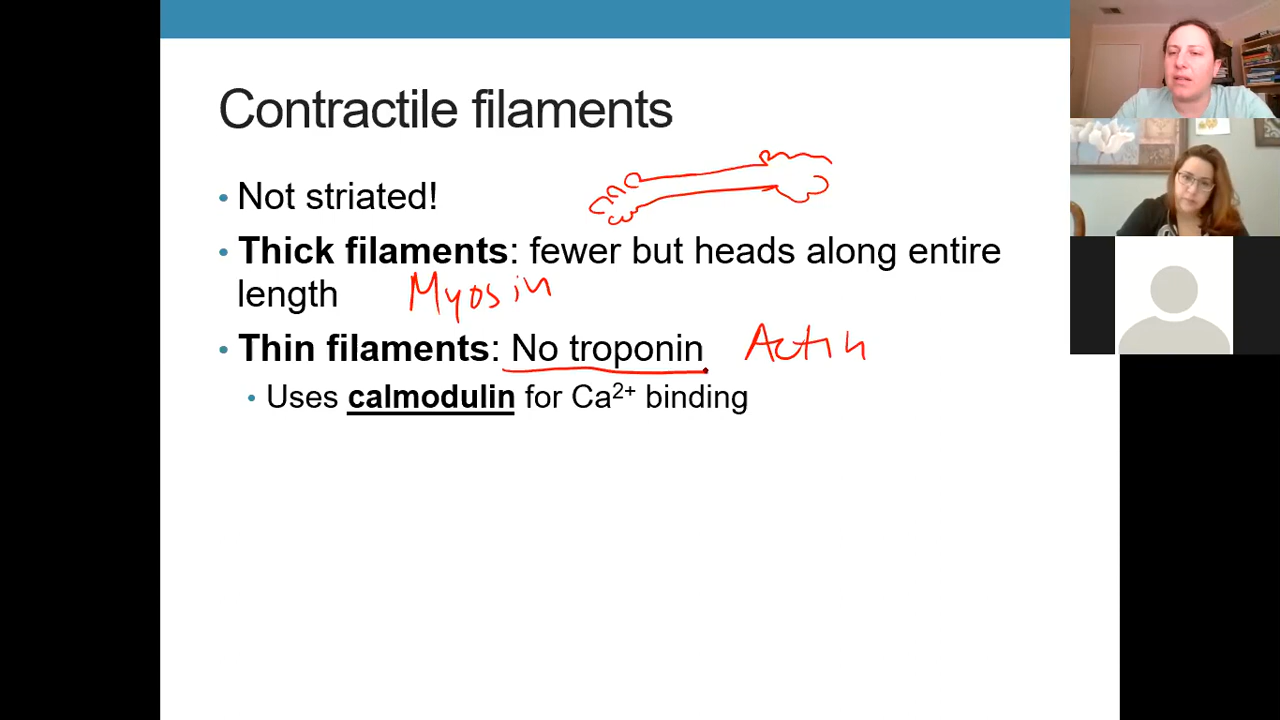 Contractile filaments
• Not striated!
• Thick filaments: fewer but heads along entire
length Myosin
• Thin filaments: No troponin Actin
• Uses calmodulin for Ca²⁺ binding